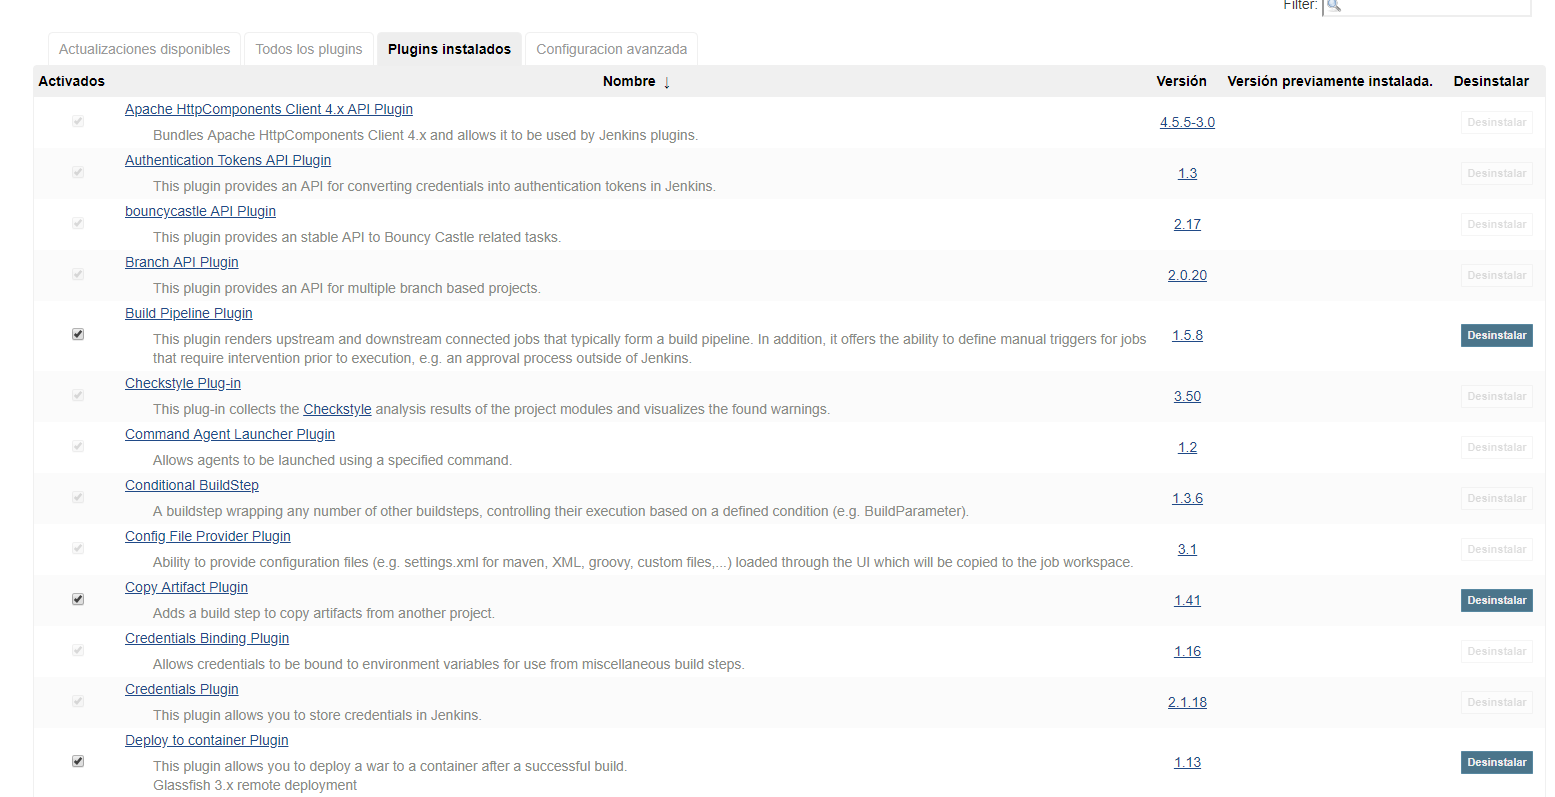 Filter:
Actualizaciones disponibles Todos los plugins Plugins instalados Configuracion avanzada
Activados Nombre ↓ Versión Versión previamente instalada. Desinstalar
Apache HttpComponents Client 4.x API Plugin
Bundles Apache HttpComponents Client 4.x and allows it to be used by Jenkins plugins.
4.5.5-3.0 Desinstalar
Authentication Tokens API Plugin
This plugin provides an API for converting credentials into authentication tokens in Jenkins.
1.3 Desinstalar
bouncycastle API Plugin
This plugin provides an stable API to Bouncy Castle related tasks.
2.17 Desinstalar
Branch API Plugin
This plugin provides an API for multiple branch based projects.
2.0.20 Desinstalar
Build Pipeline Plugin
This plugin renders upstream and downstream connected jobs that typically form a build pipeline. In addition, it offers the ability to define manual triggers for jobs
that require intervention prior to execution, e.g. an approval process outside of Jenkins.
1.5.8 Desinstalar
Checkstyle Plug-in
This plug-in collects the Checkstyle analysis results of the project modules and visualizes the found warnings.
3.50 Desinstalar
Command Agent Launcher Plugin
Allows agents to be launched using a specified command.
1.2 Desinstalar
Conditional BuildStep
A buildstep wrapping any number of other buildsteps, controlling their execution based on a defined condition (e.g. BuildParameter).
1.3.6 Desinstalar
Config File Provider Plugin
Ability to provide configuration files (e.g. settings.xml for maven, XML, groovy, custom files,...) loaded through the UI which will be copied to the job workspace.
3.1 Desinstalar
Copy Artifact Plugin
Adds a build step to copy artifacts from another project.
1.41 Desinstalar
Credentials Binding Plugin
Allows credentials to be bound to environment variables for use from miscellaneous build steps.
1.16 Desinstalar
Credentials Plugin
This plugin allows you to store credentials in Jenkins.
2.1.18 Desinstalar
Deploy to container Plugin
This plugin allows you to deploy a war to a container after a successful build.
Glassfish 3.x remote deployment
1.13 Desinstalar